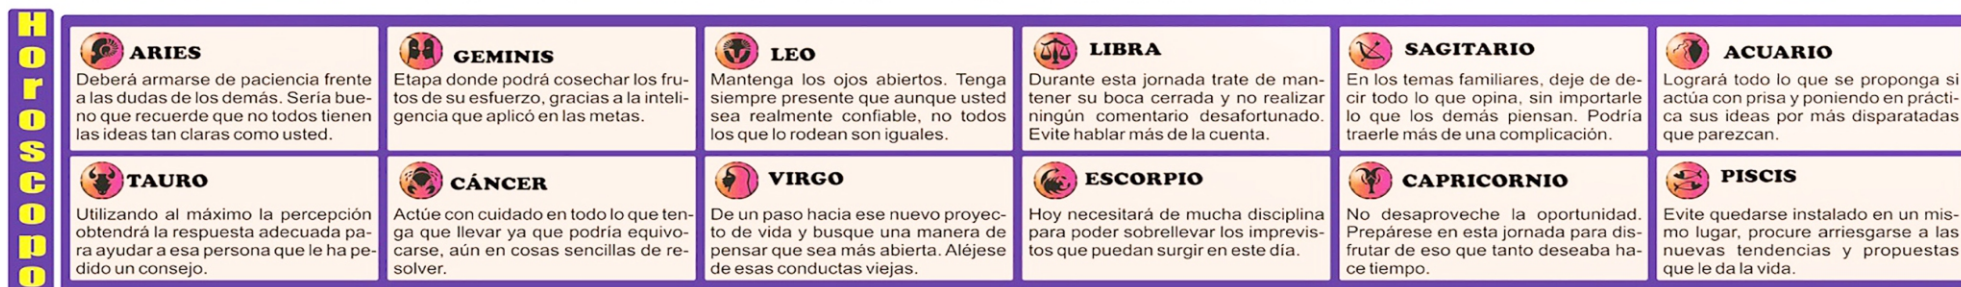 Horoscopo
ARIES
Deberá armarse de paciencia frente
a las dudas de los demás. Sería bue-
no que recuerde que no todos tienen
las ideas tan claras como usted.
TAURO
Utilizando al máximo la percepción
obtendrá la respuesta adecuada pa-
ra ayudar a esa persona que le ha pe-
dido un consejo.
GEMINIS
Etapa donde podrá cosechar los fru-
tos de su esfuerzo, gracias a la inteli-
gencia que aplicó en las metas.
CÁNCER
Actúe con cuidado en todo lo que ten-
ga que llevar ya que podría equivo-
carse, aún en cosas sencillas de re-
solver.
LEO
Mantenga los ojos abiertos. Tenga
siempre presente que aunque usted
sea realmente confiable, no todos
los que lo rodean son iguales.
VIRGO
De un paso hacia ese nuevo proyec-
to de vida y busque una manera de
pensar que sea más abierta. Aléjese
de esas conductas viejas.
LIBRA
Durante esta jornada trate de man-
tener su boca cerrada y no realizar
ningún comentario desafortunado.
Evite hablar más de la cuenta.
ESCORPIO
Hoy necesitará de mucha disciplina
para poder sobrellevar los imprevis-
tos que puedan surgir en este día.
SAGITARIO
En los temas familiares, deje de de-
cir todo lo que opina, sin importarle
lo que los demás piensan. Podría
traerle más de una complicación.
CAPRICORNIO
No desaproveche la oportunidad.
Prepárese en esta jornada para dis-
frutar de eso que tanto deseaba ha-
ce tiempo.
ACUARIO
Logrará todo lo que se proponga si
actúa con prisa y poniendo en prácti-
ca sus ideas por más disparatadas
que parezcan.
PISCIS
Evite quedarse instalado en un mis-
mo lugar, procure arriesgarse a las
nuevas tendencias y propuestas
que le da la vida.